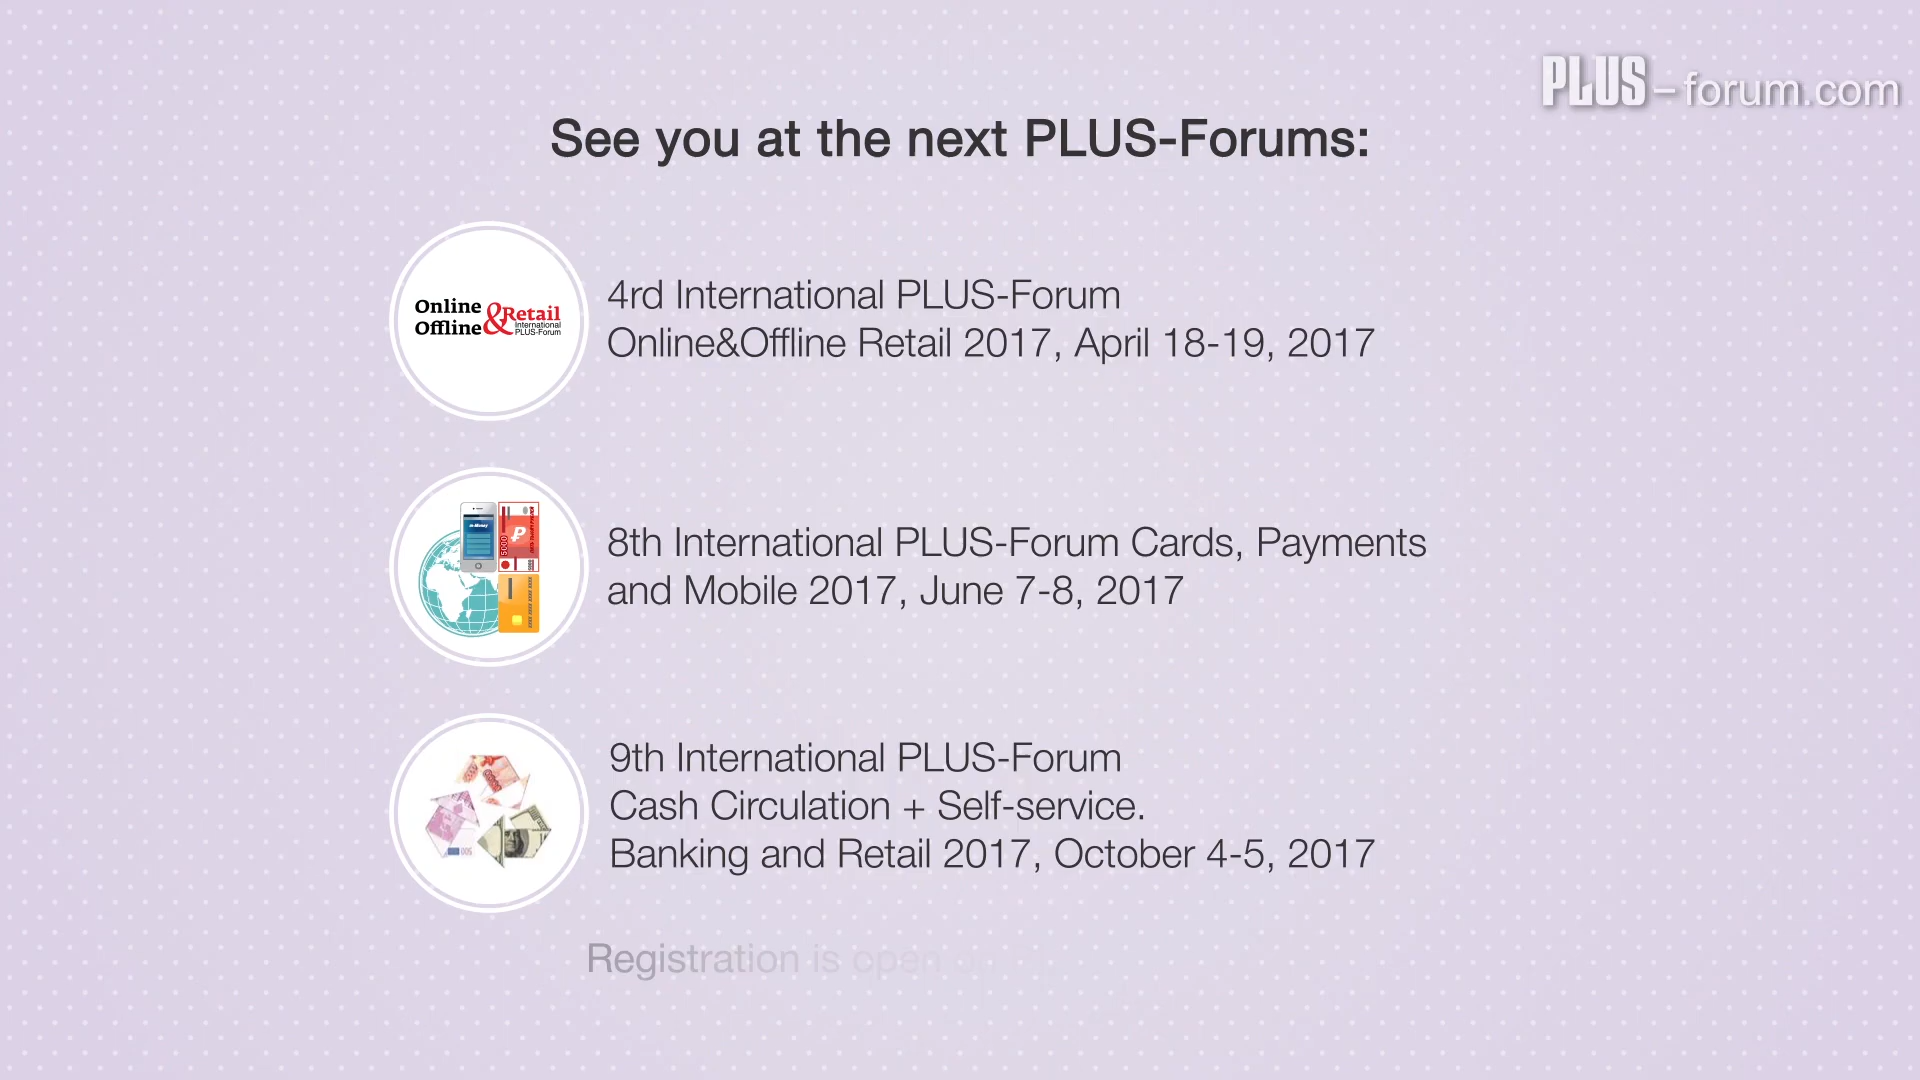 PLUS-forum.com
See you at the next PLUS-Forums:
Online
Offline
&Retail
International
PLUS-Forum
4rd International PLUS-Forum
Online&Offline Retail 2017, April 18-19, 2017
8th International PLUS-Forum Cards, Payments
and Mobile 2017, June 7-8, 2017
9th International PLUS-Forum
Cash Circulation + Self-service.
Banking and Retail 2017, October 4-5, 2017
Registration is open